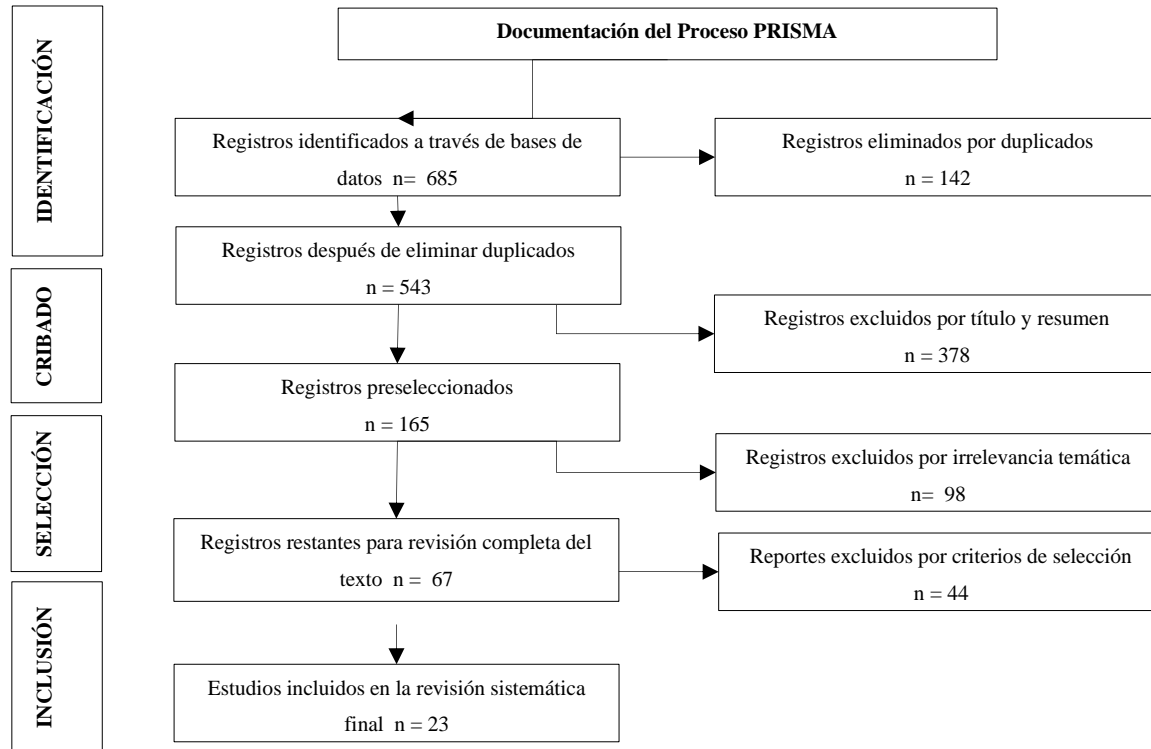 Documentación del Proceso PRISMA
IDENTIFICACIÓN
Registros identificados a través de bases de
datos n= 685
Registros eliminados por duplicados
n = 142
Registros después de eliminar duplicados
n = 543
CRIBADO
Registros excluidos por título y resumen
n = 378
Registros preseleccionados
n = 165
SELECCIÓN
Registros excluidos por irrelevancia temática
n= 98
Registros restantes para revisión completa del
texto n = 67
Reportes excluidos por criterios de selección
n = 44
INCLUSIÓN
Estudios incluidos en la revisión sistemática
final n = 23